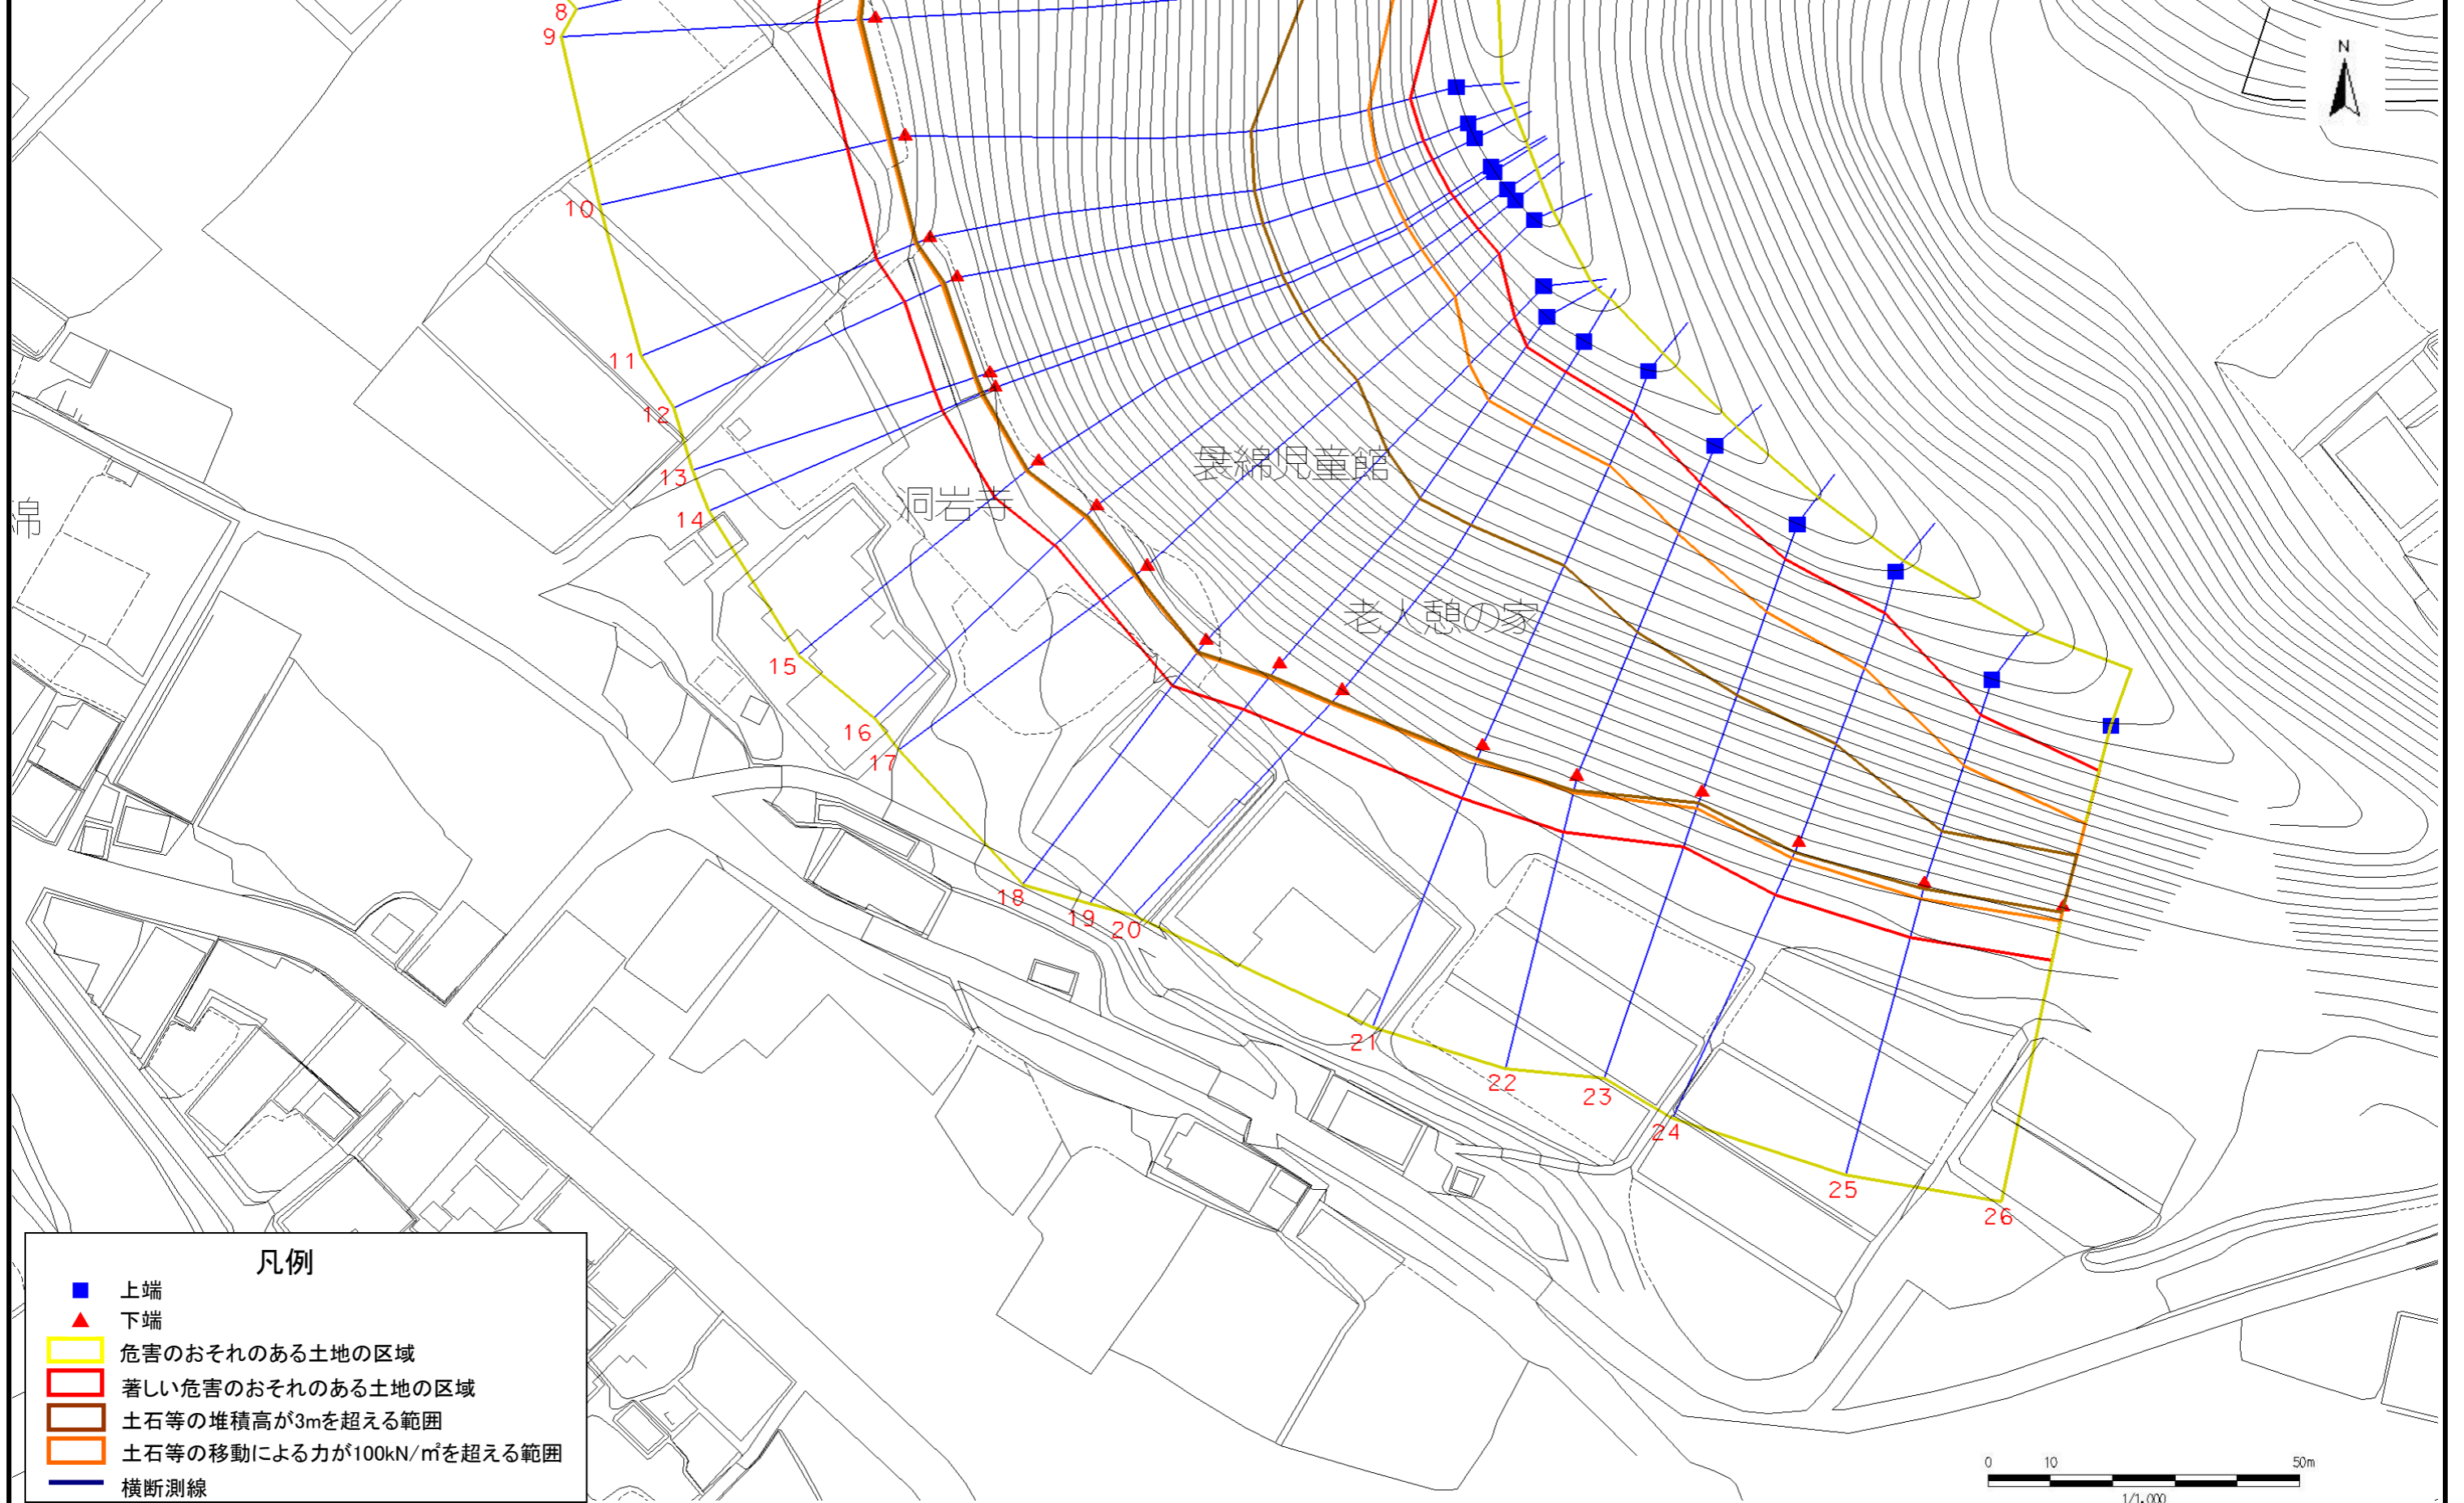 8
9
N
10
11
12
13
14
蓑綿児童館
洞岩寺
綿
老人憩の家
15
16
17
18
19
20
21
22
23
24
25
26
凡例
上端
下端
危害のおそれのある土地の区域
著しい危害のおそれのある土地の区域
土石等の堆積高が3mを超える範囲
土石等の移動による力が100kN/㎡を超える範囲
横断測線
0 10 50m
1/1,000